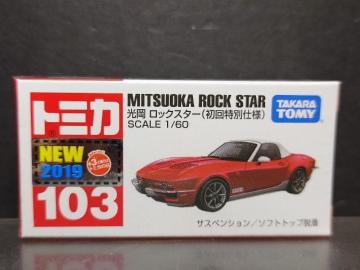 トミカ
MITSUOKA ROCK STAR
光岡 ロックスター(初回特別仕様)
SCALE 1/60
TAKARA
TOMY
NEW
2019
103
サスペンション/ソフトトップ脱着